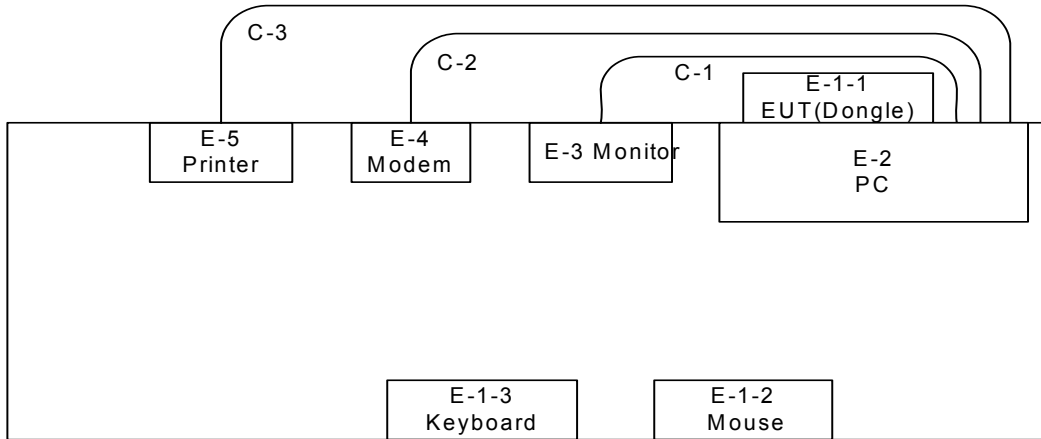 C-3
C-2
C-1
E-1-1
EUT(Dongle)
E-5
Printer
E-4
Modem
E-3 Monitor
E-2
PC
E-1-3
Keyboard
E-1-2
Mouse